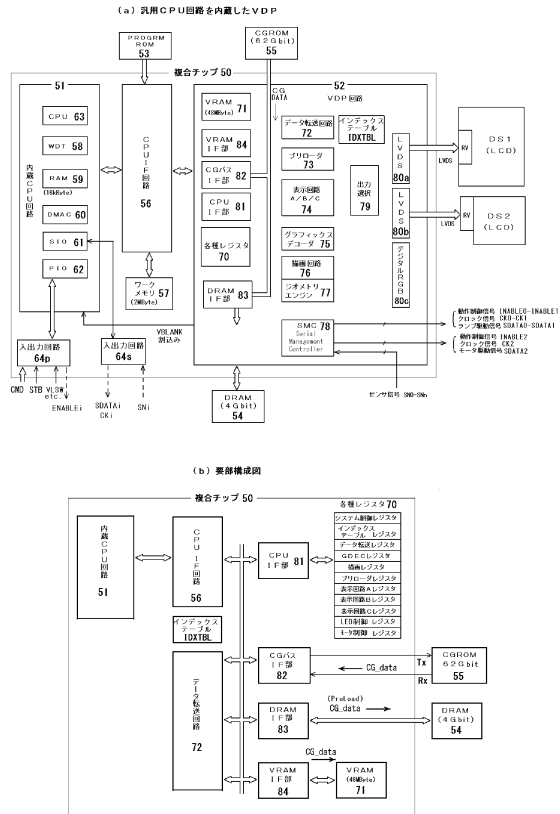 (a) 汎用CPU回路を内蔵したVDP
PROGRM
ROM
53
CGROM
(62Gbit)
55
複合チップ 50
51
CPU 63
WDT 58
RAM 59
(16kByte)
DMAC 60
SIO 61
PIO 62
内蔵CPU回路
CPUIF回路
56
ワーク
メモリ 57
(2MByte)
52
VDP回路
CG
DATA
VRAM 71
(48MByte)
VRAM 84
IF部
CGバス 82
IF部
CPU 81
IF部
各種レジスタ
70
DRAM 83
IF部
データ転送回路
72
インデックス
テーブル
IDXTBL
プリローダ
73
表示回路
A/B/C
74
出力
選択
79
グラフィックス
デコーダ 75
描画回路
76
ジオメトリ
エンジン 77
SMC 78
Serial
Management
Controller
LVDS
80a
LVDS
80b
デジタルRGB
80c
LVDS
RV
DS1
(LCD)
LVDS
RV
DS2
(LCD)
VBLANK
割込み
入出力回路
64p
入出力回路
64s
CMD STB VLSW
etc.
ENABLEi
SDATAi
CKi
SNi
DRAM
(4Gbit)
54
動作制御信号 ENABLE0-ENABLE1
クロック信号 CK0-CK1
ランプ駆動信号 SDATA0-SDATA1
動作制御信号 ENABLE2
クロック信号 CK2
モータ駆動信号 SDATA2
センサ信号 SN0-SNn
(b) 要部構成図
複合チップ 50
内蔵CPU回路
51
CPUIF回路
56
インデックス
テーブル
IDXTBL
データ転送回路
72
CPU 81
IF部
各種レジスタ 70
システム制御レジスタ
インデックス
テーブル レジスタ
データ転送レジスタ
GDECレジスタ
描画レジスタ
プリローダレジスタ
表示回路Aレジスタ
表示回路Bレジスタ
表示回路Cレジスタ
LED制御 レジスタ
モータ制御 レジスタ
CGバス
IF部
82
Tx
CG_data
Rx
CGROM
62Gbit
55
DRAM
IF部
83
(PreLoad)
CG_data
DRAM
(4Gbit)
54
CG_data
VRAM
IF部
84
VRAM
(48MByte)
71